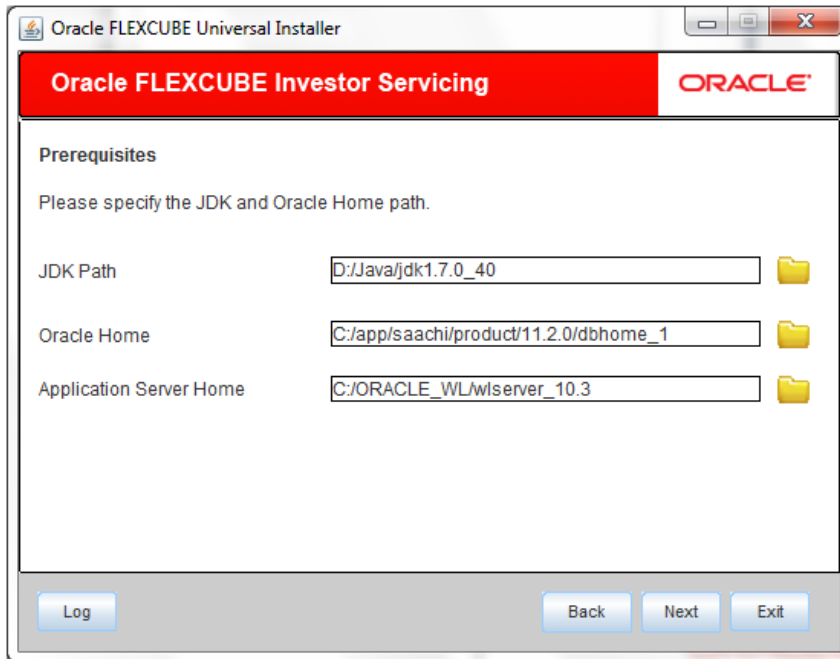 Oracle FLEXCUBE Universal Installer
Oracle FLEXCUBE Investor Servicing
ORACLE
Prerequisites
Please specify the JDK and Oracle Home path.
JDK Path D:/Java/jdk1.7.0_40
Oracle Home C:/app/saachi/product/11.2.0/dbhome_1
Application Server Home C:/ORACLE_WL/wlserver_10.3
Log Back Next Exit